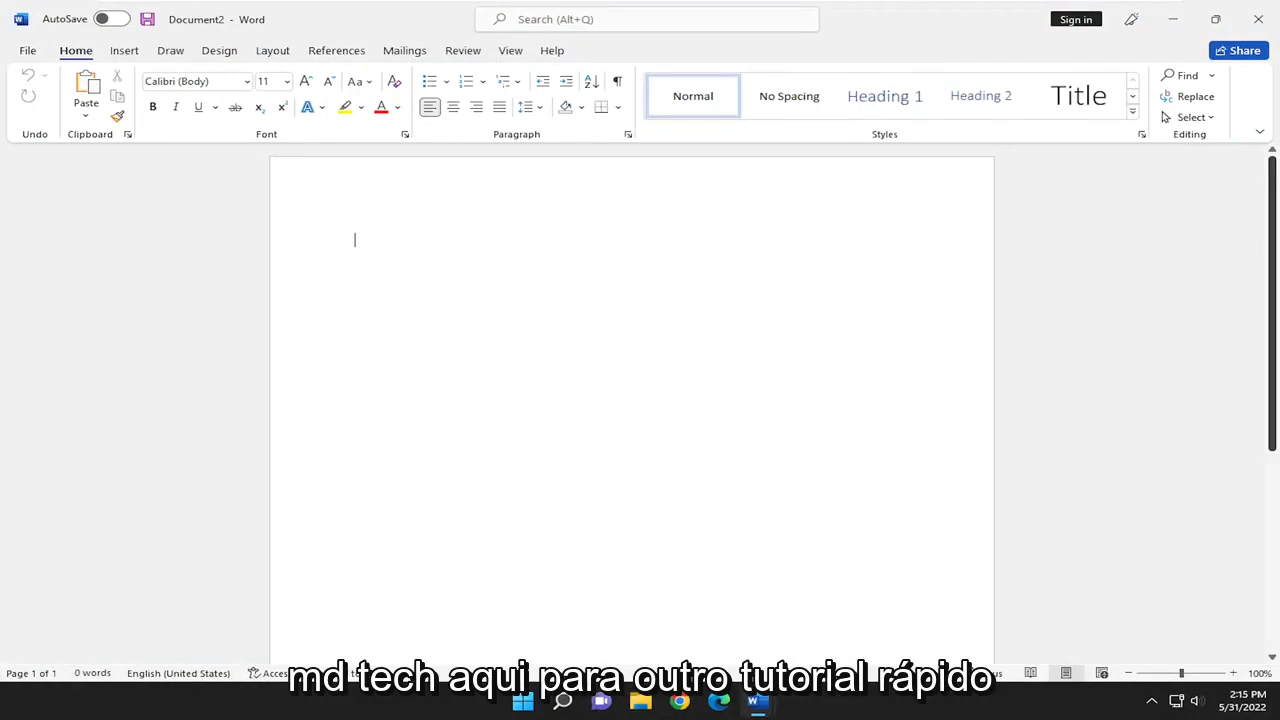 AutoSave Document2 - Word Search (Alt+Q) Sign in
File Home Insert Draw Design Layout References Mailings Review View Help Share
Paste Calibri (Body) 11 Aa Normal No Spacing Heading 1 Heading 2 Title Find
Replace
Select
Undo Clipboard Font Paragraph Styles Editing
Page 1 of 1 0 words English (United States) 100%
md tech aqui para outro tutorial rápido
2:15 PM
5/31/2022